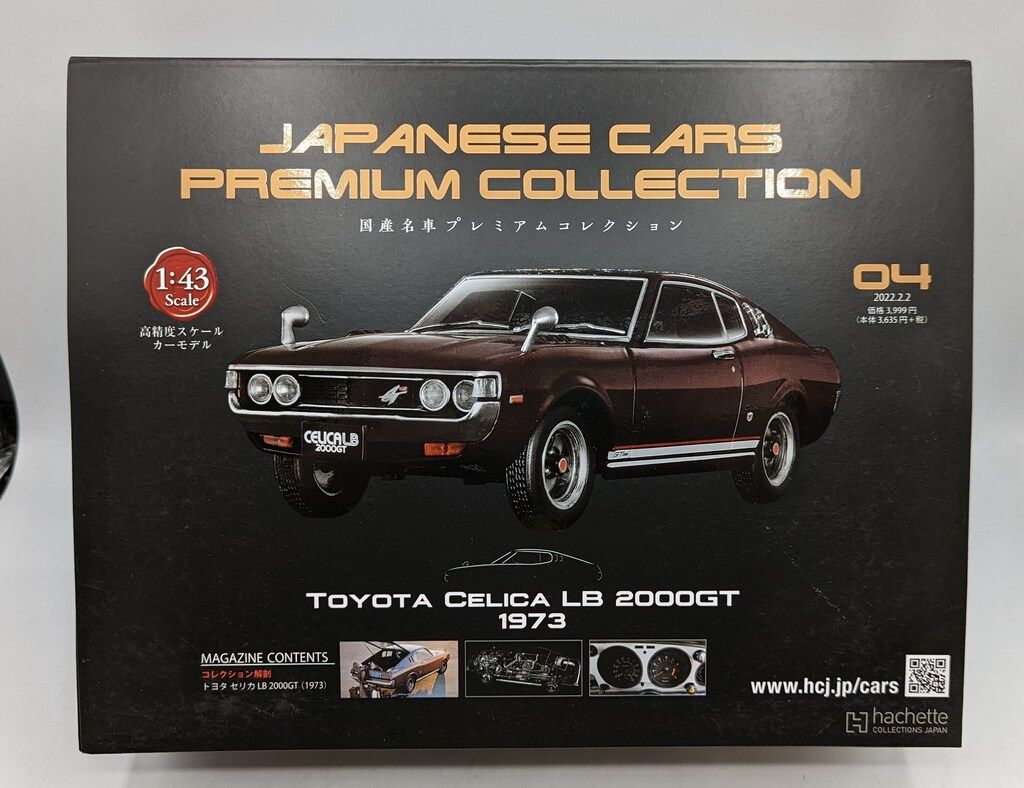 JAPANESE CARS
PREMIUM COLLECTION
国産名車プレミアムコレクション
1:43
Scale
高精度スケール
カーモデル
04
2022.2.2
価格 3,999円
(本体 3,635円+税)
CELICA LB
2000GT
TOYOTA CELICA LB 2000GT
1973
MAGAZINE CONTENTS
コレクション解剖
トヨタ セリカ LB 2000GT (1973)
www.hcj.jp/cars
hachette
COLLECTIONS JAPAN